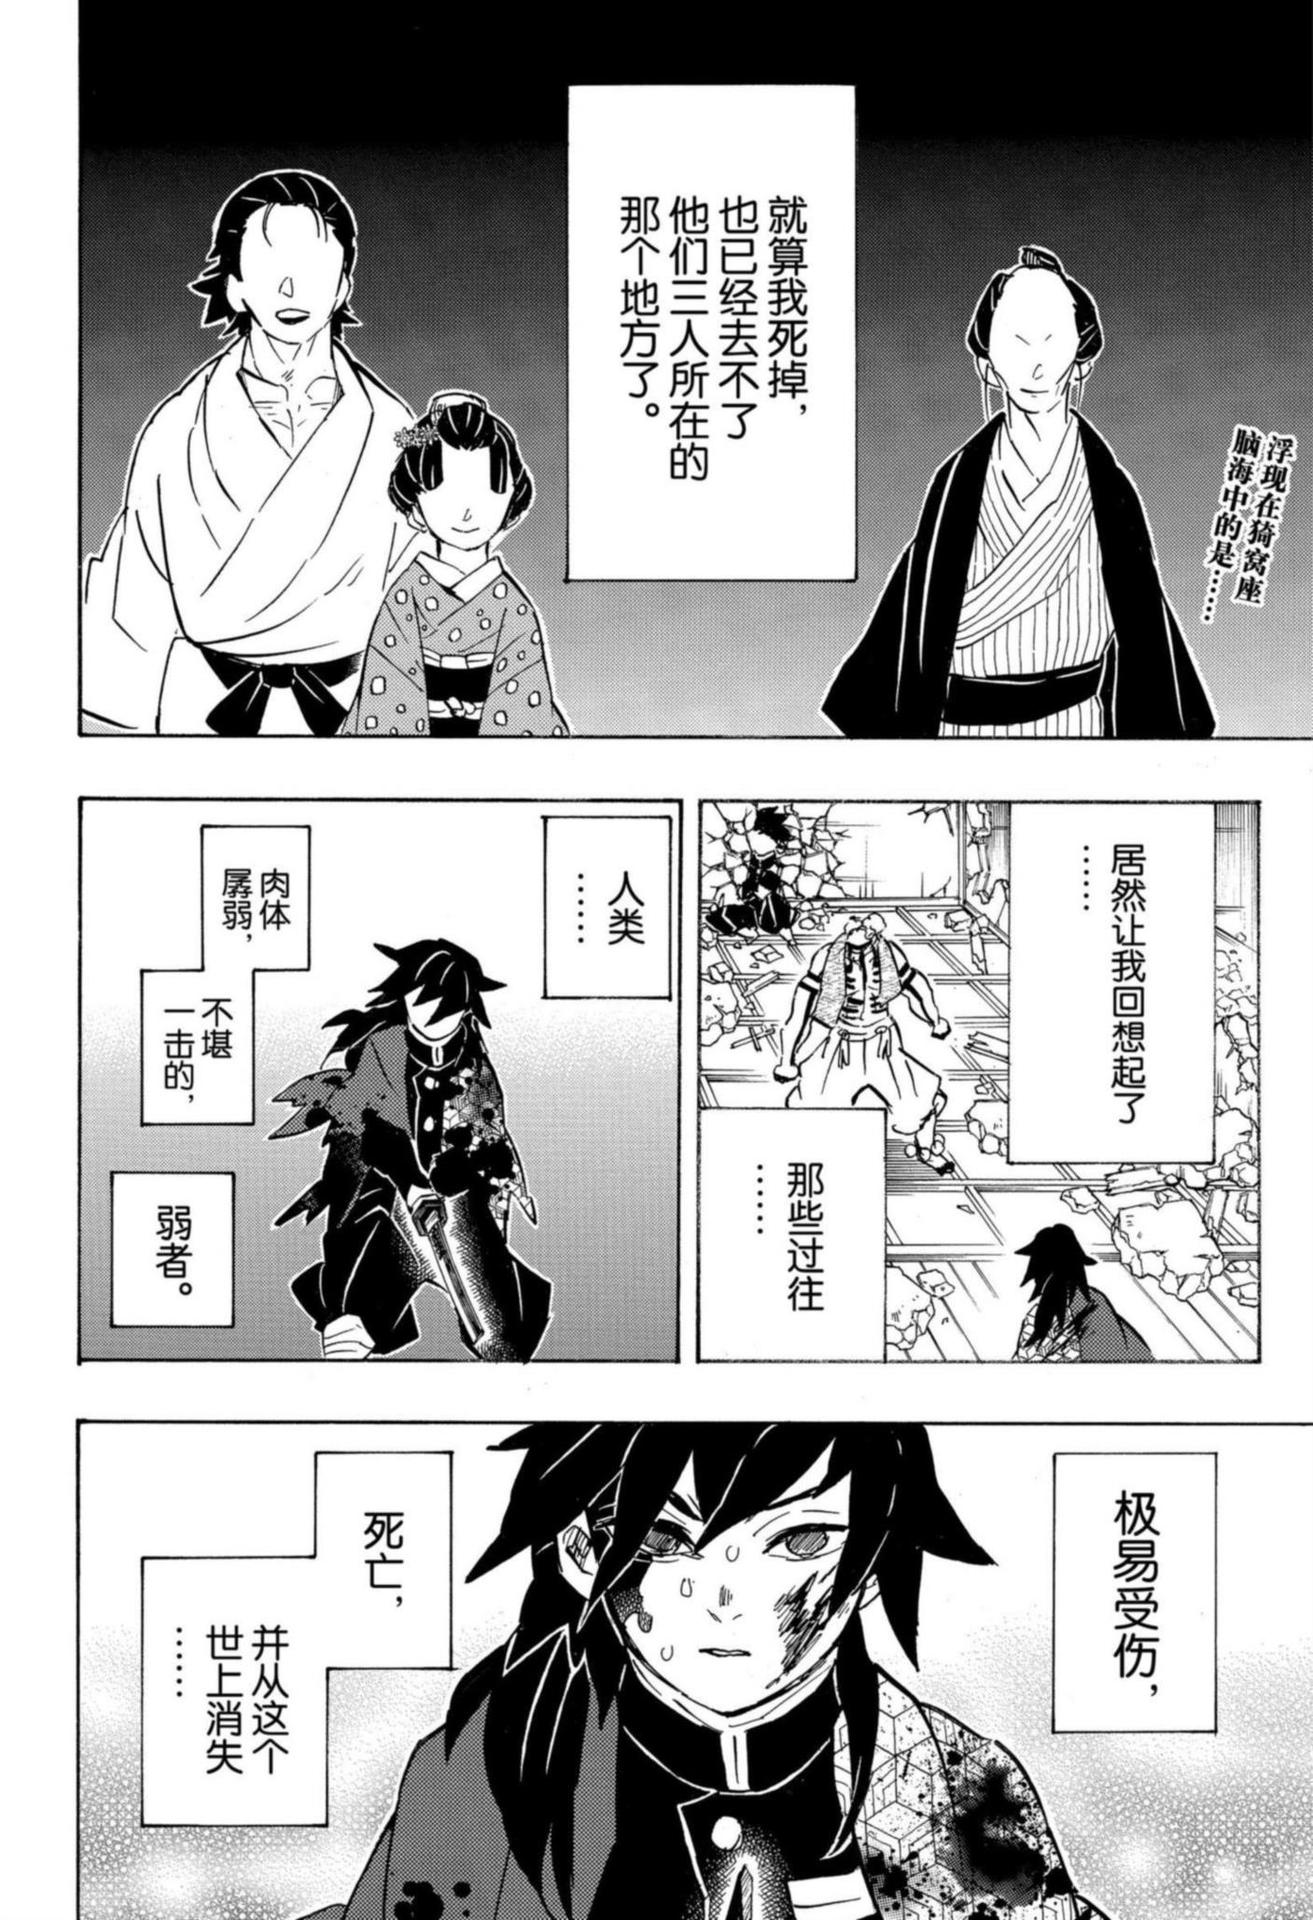 浮现在猗窝座
脑海中的是……
就算我死掉，
也已经去不了
他们三人所在的
那个地方了。
居然让我回想起了
……
那些过往
……
人类
……
肉体
孱弱，
不堪
一击的，
弱者。
极易受伤，
死亡，
并从这个
世上消失
……